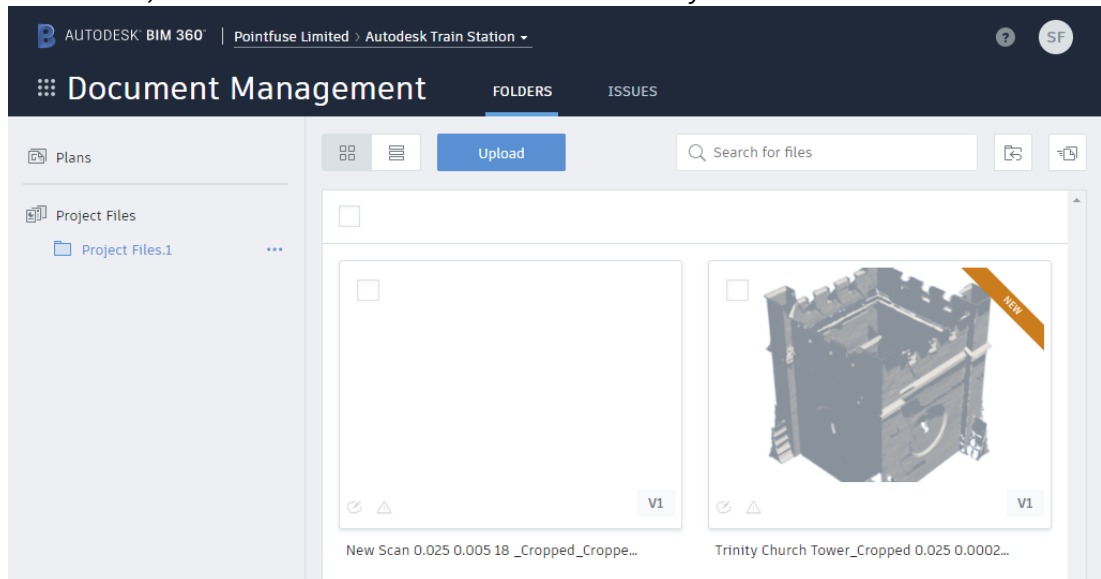 AUTODESK® BIM 360™ Pointfuse Limited > Autodesk Train Station
? SF
Document Management FOLDERS ISSUES
Plans
Upload
Search for files
Project Files
Project Files.1
NEW
V1
V1
New Scan 0.025 0.005 18 _Cropped_Croppe...
Trinity Church Tower_Cropped 0.025 0.0002...